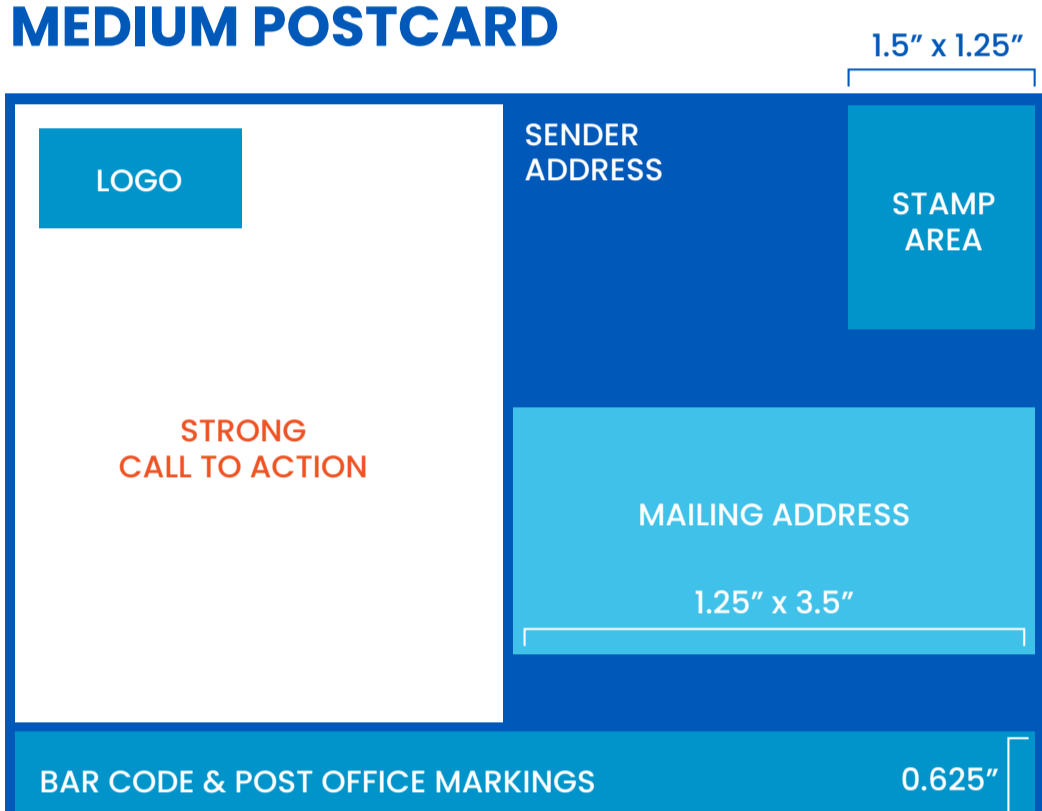 MEDIUM POSTCARD
1.5” x 1.25”
LOGO
SENDER
ADDRESS
STAMP
AREA
STRONG
CALL TO ACTION
MAILING ADDRESS
1.25” x 3.5”
BAR CODE & POST OFFICE MARKINGS
0.625”